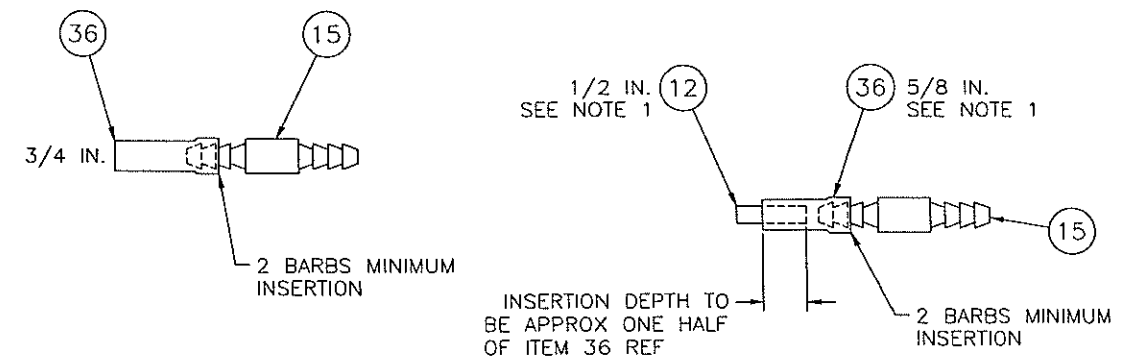 36
15
3/4 IN.
2 BARBS MINIMUM
INSERTION
1/2 IN.
SEE NOTE 1
12
36
5/8 IN.
SEE NOTE 1
15
INSERTION DEPTH TO
BE APPROX ONE HALF
OF ITEM 36 REF
2 BARBS MINIMUM
INSERTION